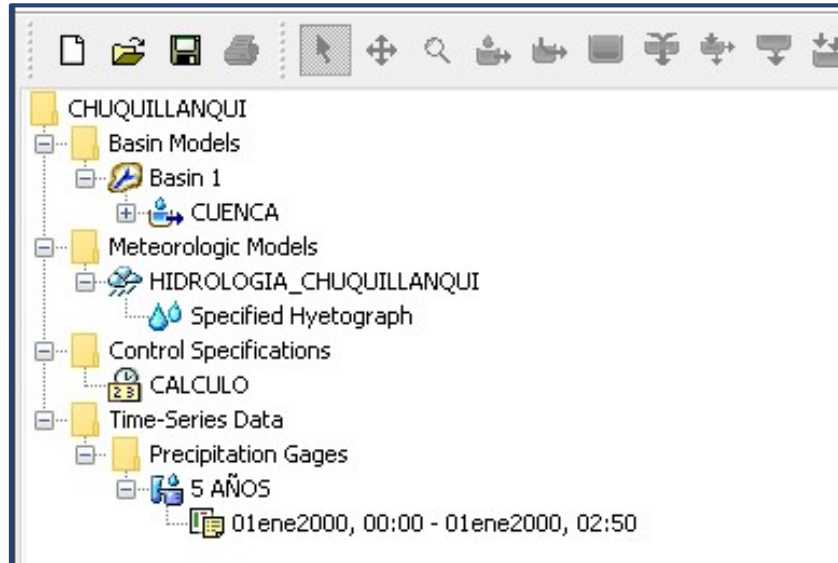 CHUQUILLANQUI
Basin Models
Basin 1
CUENCA
Meteorologic Models
HIDROLOGIA_CHUQUILLANQUI
Specified Hyetograph
Control Specifications
CALCULO
Time-Series Data
Precipitation Gages
5 AÑOS
01ene2000, 00:00 - 01ene2000, 02:50